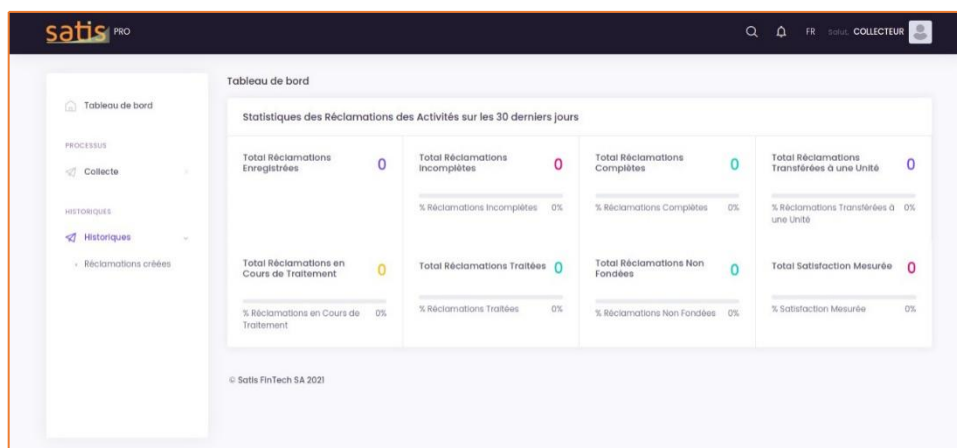 satis PRO
FR Salut, COLLECTEUR
Tableau de bord
PROCESSUS
Collecte
HISTORIQUES
Historiques
Réclamations créées
Tableau de bord
Statistiques des Réclamations des Activités sur les 30 derniers jours
Total Réclamations
Enregistrées 0
Total Réclamations
Incomplètes 0
% Réclamations Incomplètes 0%
Total Réclamations
Complètes 0
% Réclamations Complètes 0%
Total Réclamations
Transférées à une Unité 0
% Réclamations Transférées à 0%
une Unité
Total Réclamations en
Cours de Traitement 0
% Réclamations en Cours de 0%
Traitement
Total Réclamations Traitées 0
% Réclamations Traitées 0%
Total Réclamations Non
Fondées 0
% Réclamations Non Fondées 0%
Total Satisfaction Mesurée 0
% Satisfaction Mesurée 0%
© Satis FinTech SA 2021